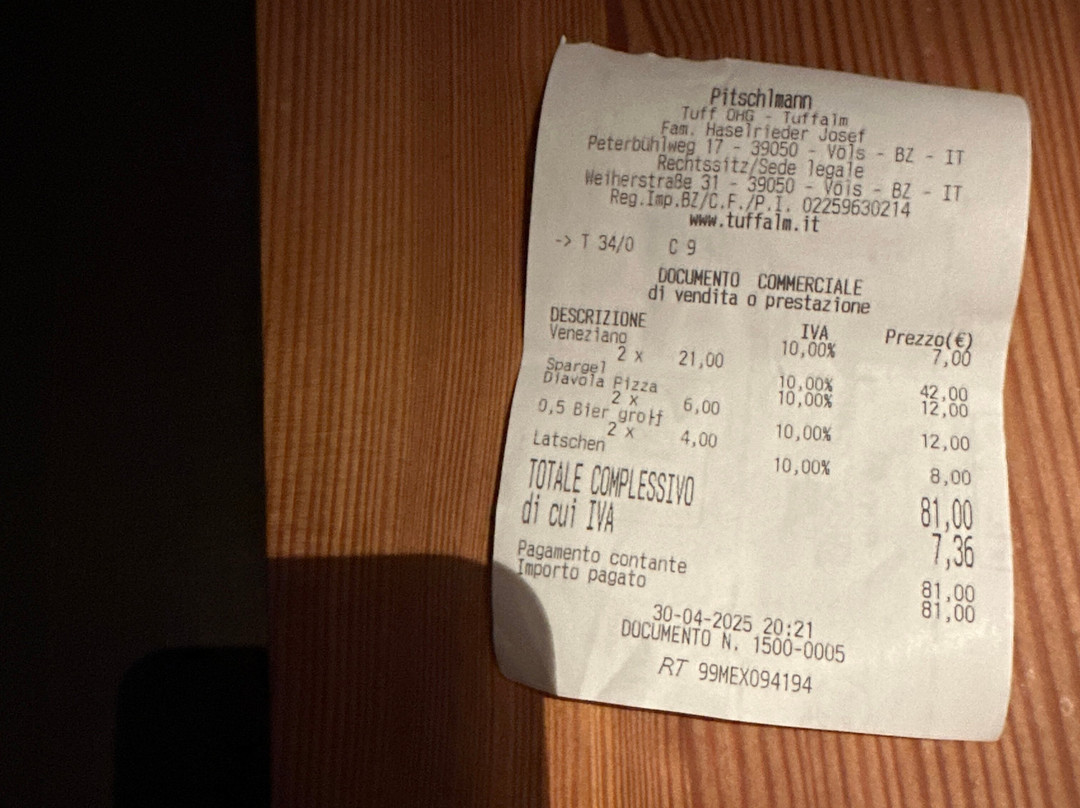 Pitschlmann
Tuff OHG - Tuffalm
Fam. Haselrieder Josef
Peterbühlweg 17 - 39050 - Völs - BZ - IT
Rechtssitz/Sede legale
Weiherstraße 31 - 39050 - Völs - BZ - IT
Reg.Imp.BZ/C.F./P.I. 02259630214
www.tuffalm.it
-> T 34/0 C 9
DOCUMENTO COMMERCIALE
di vendita o prestazione
DESCRIZIONE IVA Prezzo(€)
Veneziano 10,00% 7,00
2 x 21,00
Spargel 10,00% 42,00
Diavola Pizza 10,00% 12,00
2 x 6,00
0,5 Bier groß 10,00% 12,00
2 x 4,00
Latschen 10,00% 8,00
TOTALE COMPLESSIVO 81,00
di cui IVA 7,36
Pagamento contante 81,00
Importo pagato 81,00
30-04-2025 20:21
DOCUMENTO N. 1500-0005
RT 99MEX094194